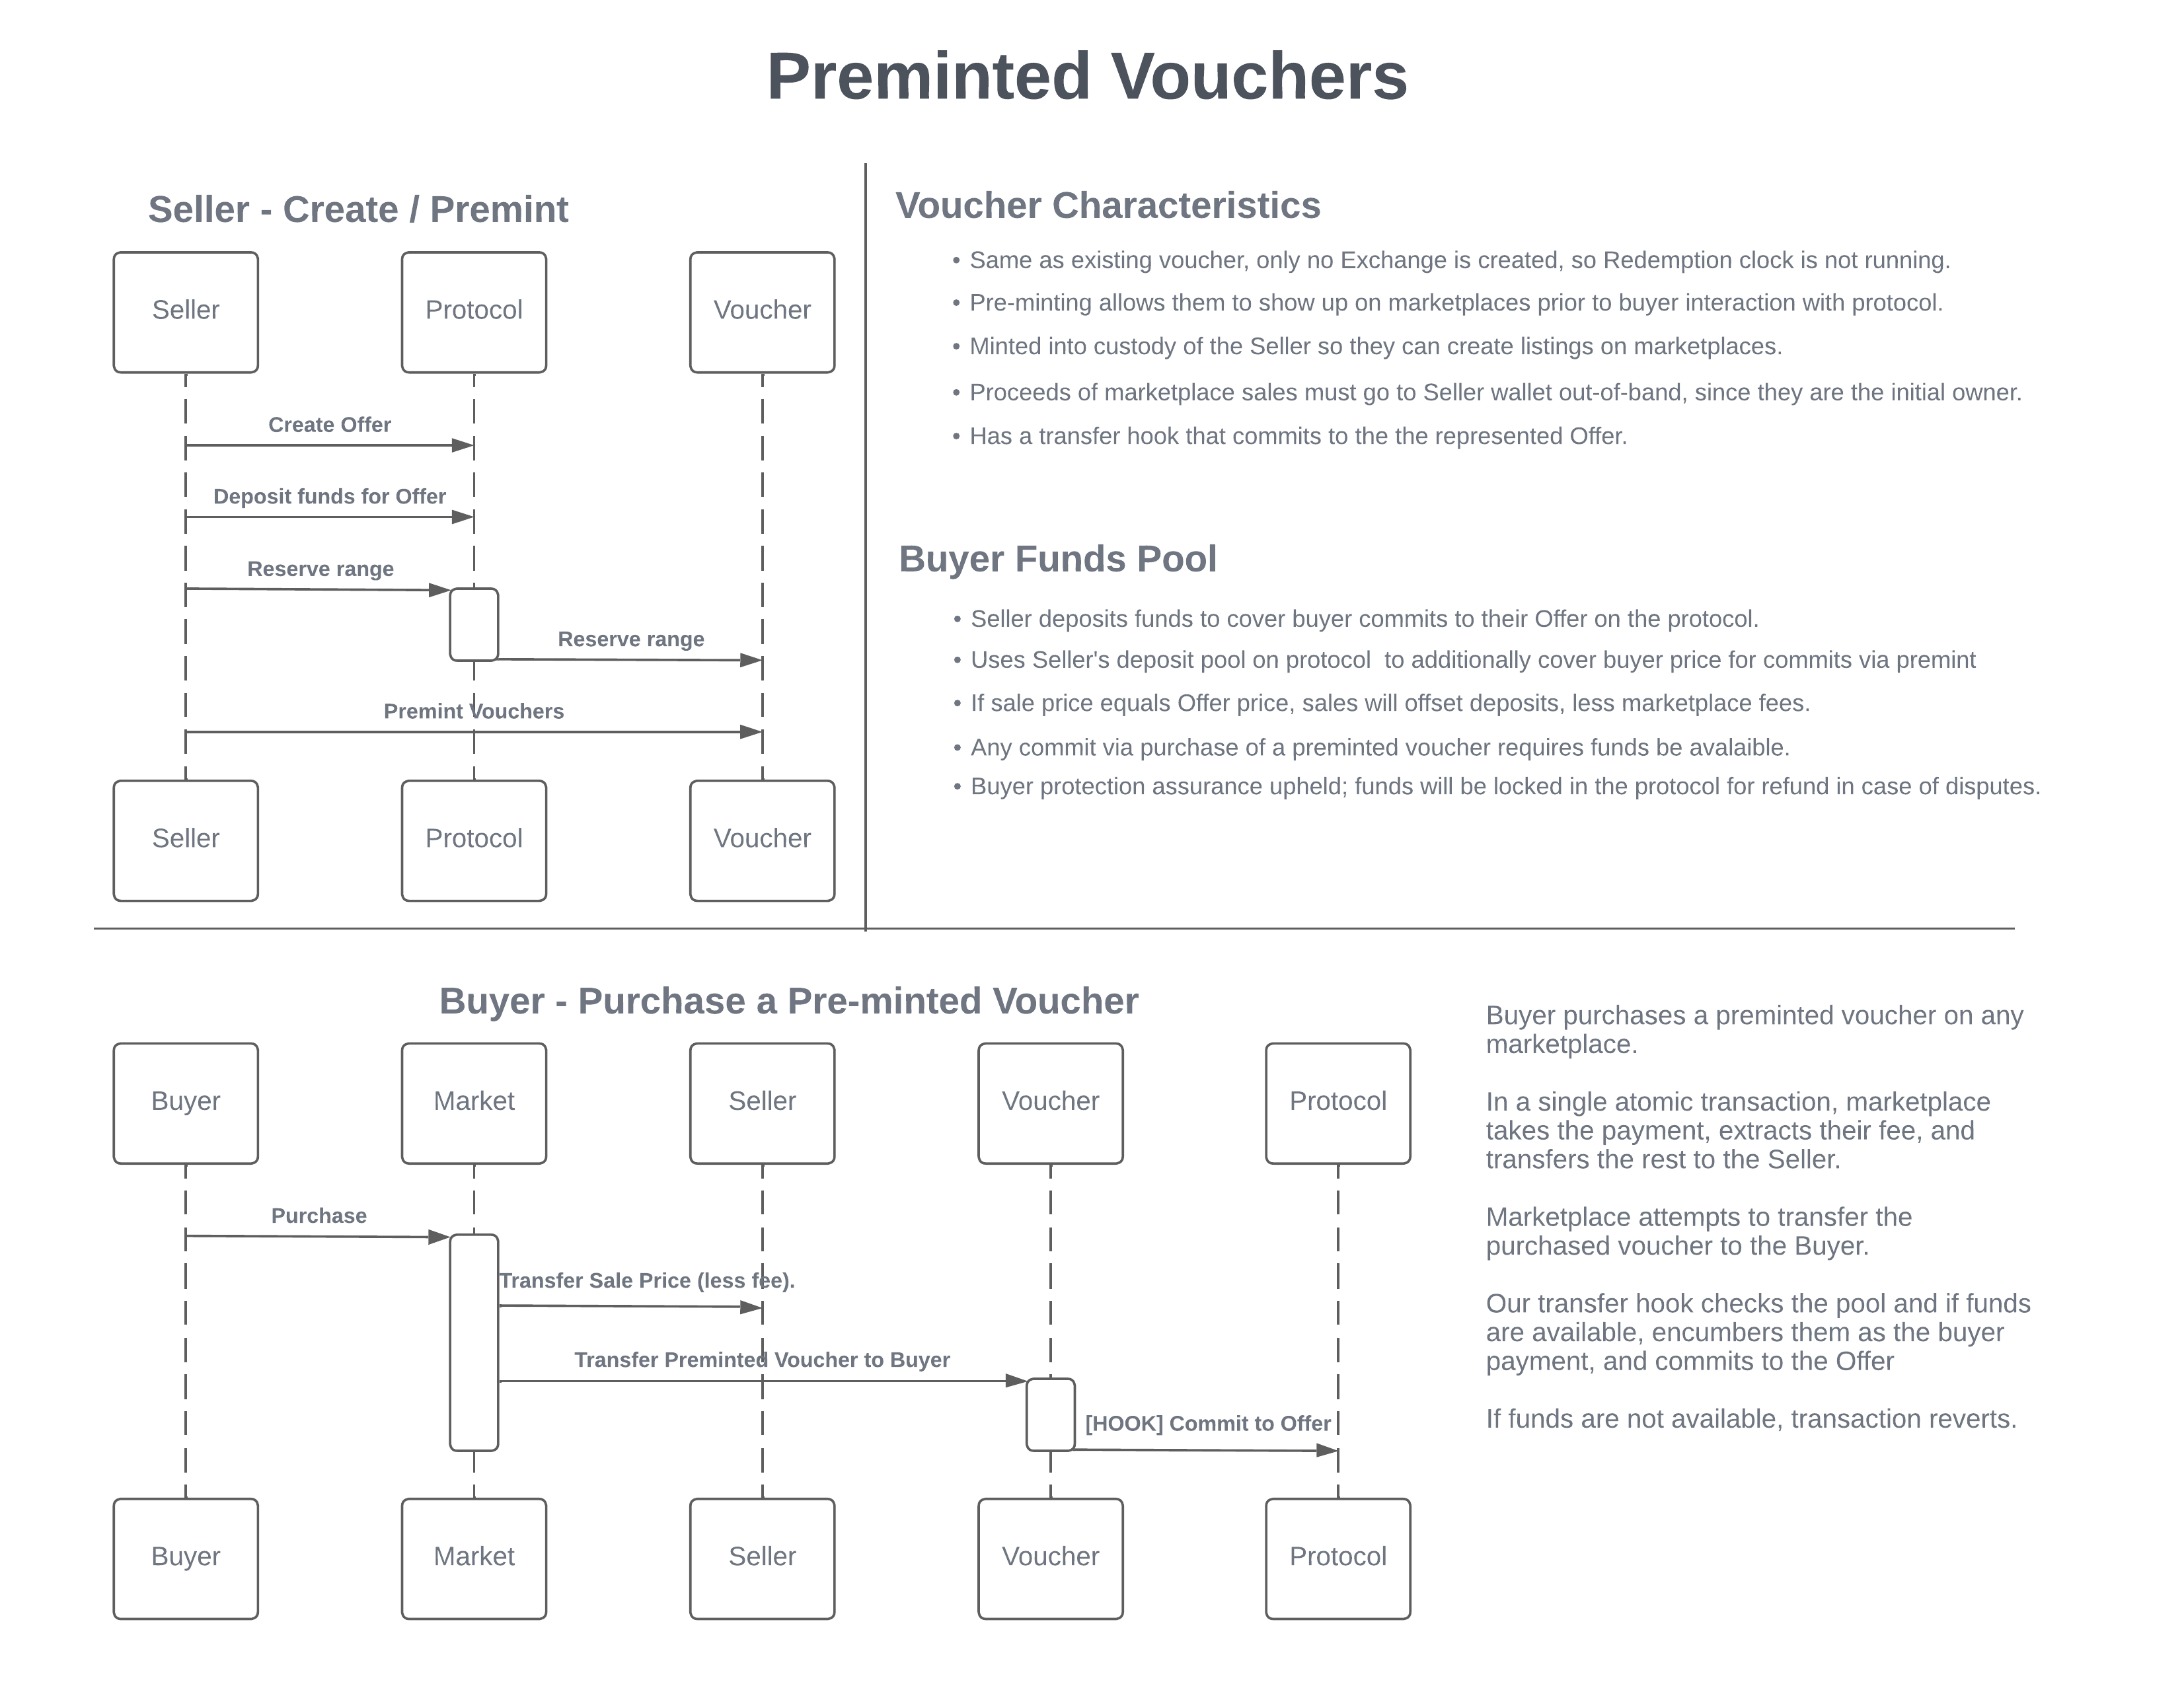 Preminted Vouchers
Seller - Create / Premint
Seller
Protocol
Voucher
Create Offer
Deposit funds for Offer
Reserve range
Reserve range
Premint Vouchers
Seller
Protocol
Voucher
Voucher Characteristics
• Same as existing voucher, only no Exchange is created, so Redemption clock is not running.
• Pre-minting allows them to show up on marketplaces prior to buyer interaction with protocol.
• Minted into custody of the Seller so they can create listings on marketplaces.
• Proceeds of marketplace sales must go to Seller wallet out-of-band, since they are the initial owner.
• Has a transfer hook that commits to the the represented Offer.
Buyer Funds Pool
• Seller deposits funds to cover buyer commits to their Offer on the protocol.
• Uses Seller's deposit pool on protocol  to additionally cover buyer price for commits via premint
• If sale price equals Offer price, sales will offset deposits, less marketplace fees.
• Any commit via purchase of a preminted voucher requires funds be avalaible.
• Buyer protection assurance upheld; funds will be locked in the protocol for refund in case of disputes.
Buyer - Purchase a Pre-minted Voucher
Buyer
Market
Seller
Voucher
Protocol
Purchase
Transfer Sale Price (less fee).
Transfer Preminted Voucher to Buyer
[HOOK] Commit to Offer
Buyer
Market
Seller
Voucher
Protocol
Buyer purchases a preminted voucher on any
marketplace.
In a single atomic transaction, marketplace
takes the payment, extracts their fee, and
transfers the rest to the Seller.
Marketplace attempts to transfer the
purchased voucher to the Buyer.
Our transfer hook checks the pool and if funds
are available, encumbers them as the buyer
payment, and commits to the Offer
If funds are not available, transaction reverts.